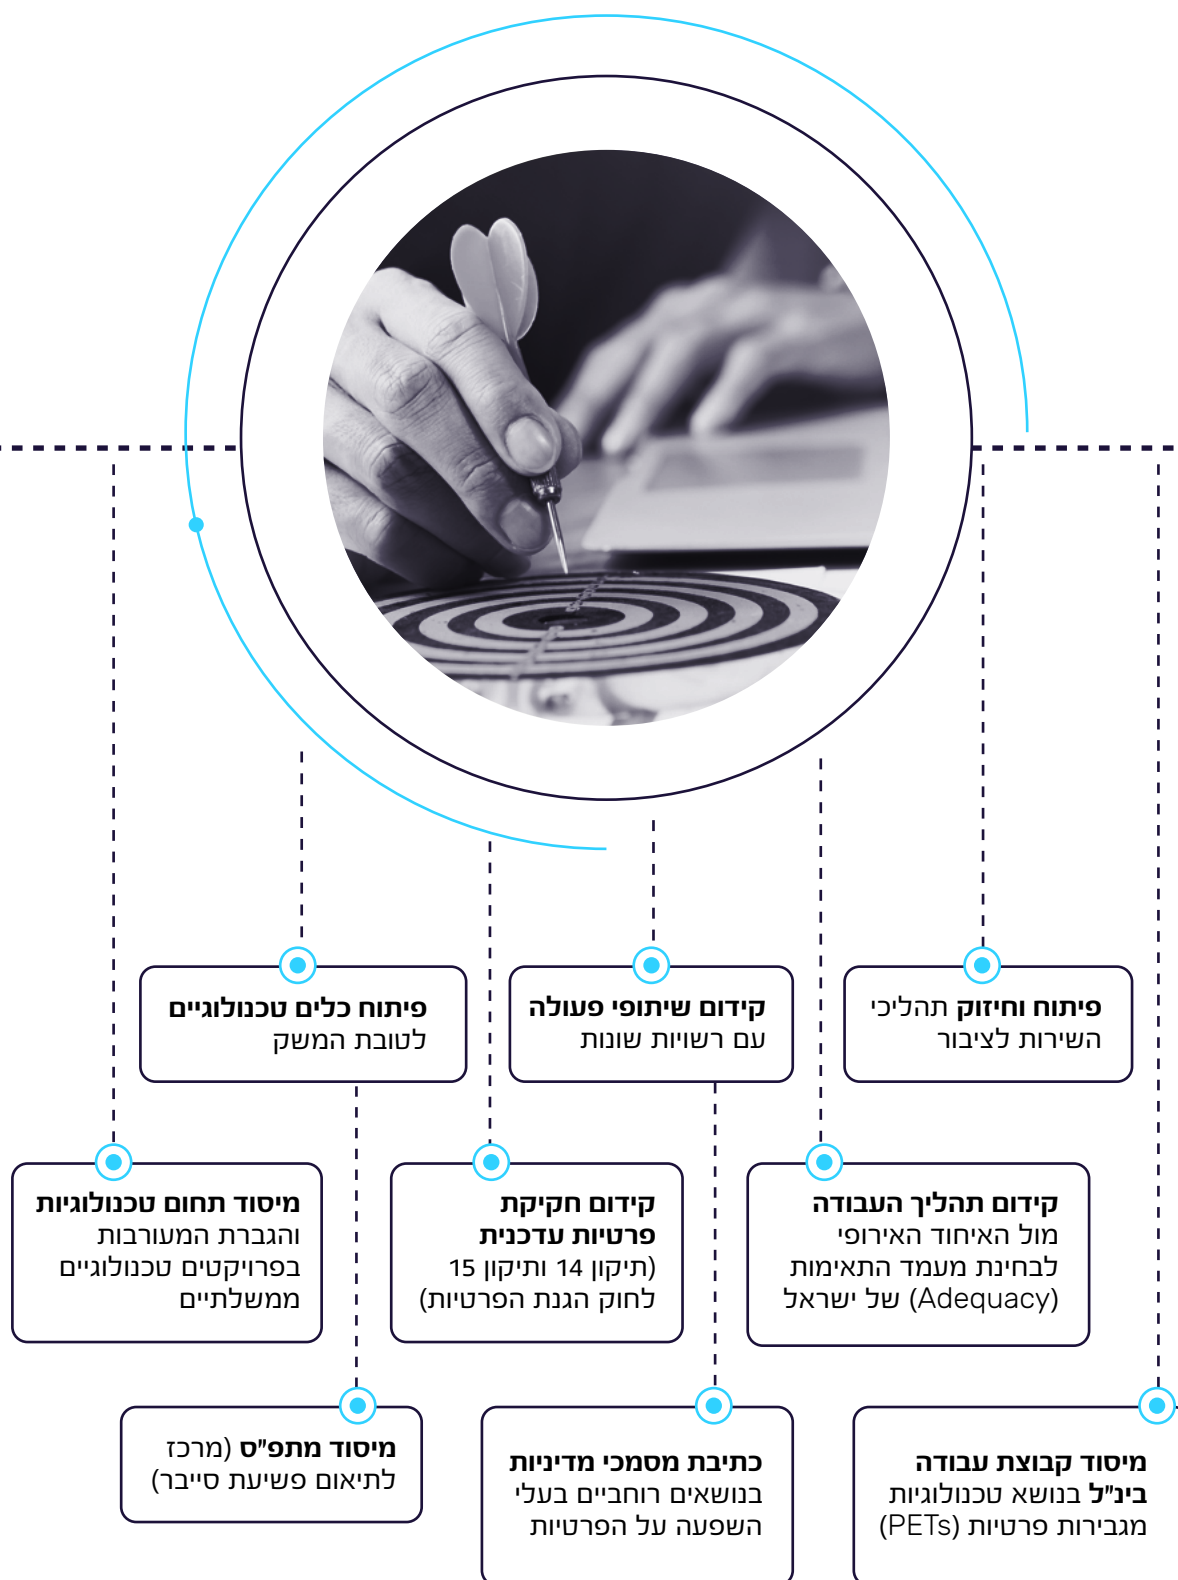 פיתוח וחיזוק תהליכי
השירות לציבור
קידום שיתופי פעולה
עם רשויות שונות
פיתוח כלים טכנולוגיים
לטובת המשק
קידום תהליך העבודה
מול האיחוד האירופי
לבחינת מעמד התאימות
(Adequacy) של ישראל
קידום חקיקת
פרטיות עדכנית
(תיקון 14 ותיקון 15
לחוק הגנת הפרטיות)
מיסוד תחום טכנולוגיות
והגברת המעורבות
בפרויקטים טכנולוגיים
ממשלתיים
מיסוד קבוצת עבודה
בינ"ל בנושא טכנולוגיות
מגבירות פרטיות (PETs)
כתיבת מסמכי מדיניות
בנושאים רוחביים בעלי
השפעה על הפרטיות
מיסוד מתפ"ס (מרכז
לתיאום פשיעת סייבר)